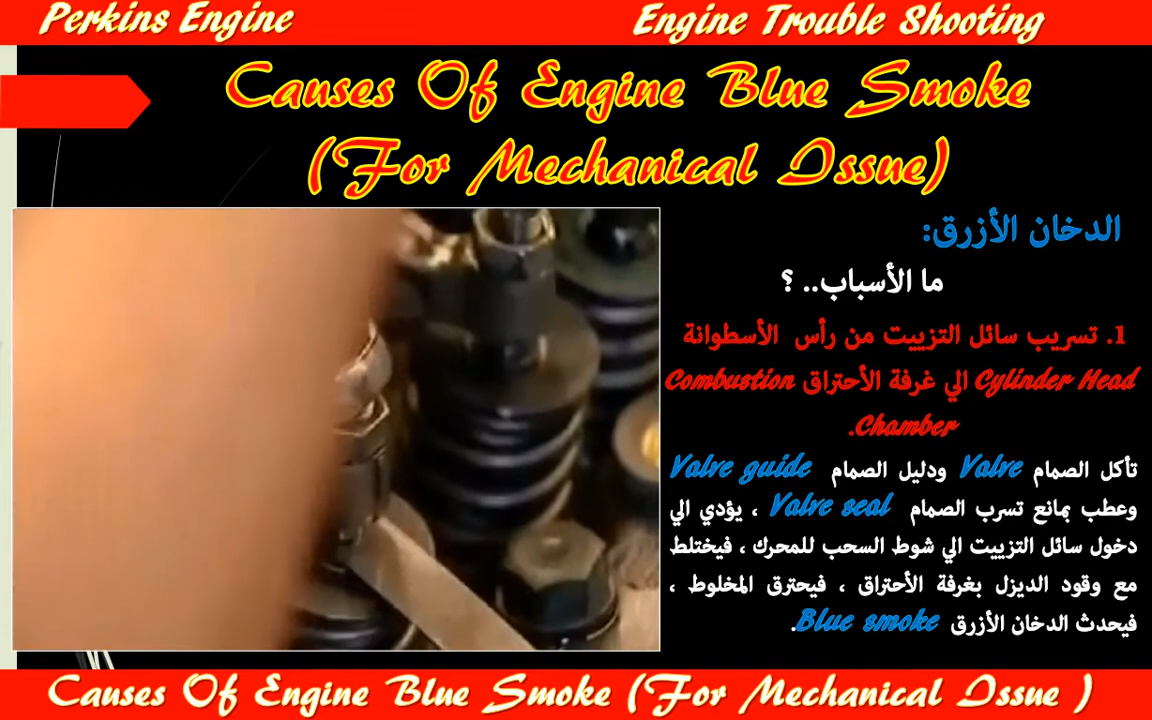 Perkins Engine
Engine Trouble Shooting
Causes Of Engine Blue Smoke
(For Mechanical Issue)
الدخان الأزرق:
ما الأسباب.. ؟
1. تسريب سائل التزييت من رأس الأسطوانة
Cylinder Head الي غرفة الأحتراق Combustion
Chamber.
تأكل الصمام Valve ودليل الصمام Valve guide
وعطب بمانع تسرب الصمام Valve seal ، يؤدي الي
دخول سائل التزييت الي شوط السحب للمحرك ، فيختلط
مع وقود الديزل بغرفة الأحتراق ، فيحترق المخلوط ،
فيحدث الدخان الأزرق Blue smoke.
Causes Of Engine Blue Smoke (For Mechanical Issue )